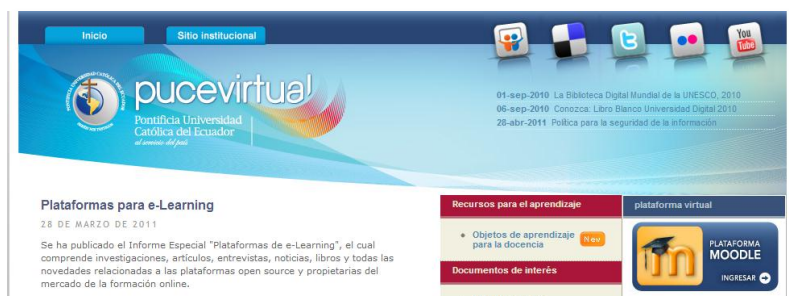 Inicio
Sitio institucional
You
Tube
pucevirtual
Pontificia Universidad
Católica del Ecuador
al servicio del país
01-sep-2010 La Biblioteca Digital Mundial de la UNESCO, 2010
06-sep-2010 Conozca: Libro Blanco Universidad Digital 2010
28-abr-2011 Política para la seguridad de la información
Plataformas para e-Learning
28 DE MARZO DE 2011
Se ha publicado el Informe Especial "Plataformas de e-Learning", el cual
comprende investigaciones, artículos, entrevistas, noticias, libros y todas las
novedades relacionadas a las plataformas open source y propietarias del
mercado de la formación online.
Recursos para el aprendizaje
Objetos de aprendizaje
para la docencia
New
Documentos de interés
plataforma virtual
m
PLATAFORMA
MOODLE
INGRESAR